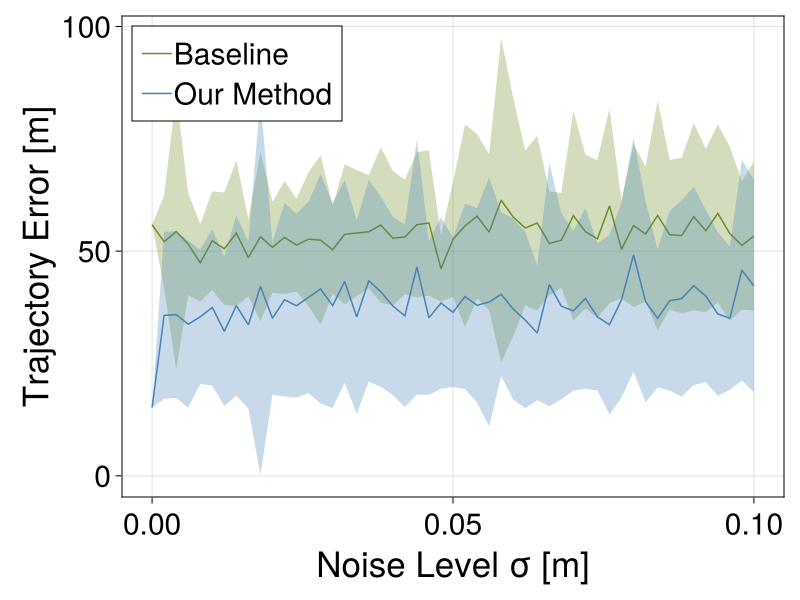 Baseline
Our Method
Trajectory Error [m]
100
50
0
0.00
0.05
0.10
Noise Level σ [m]